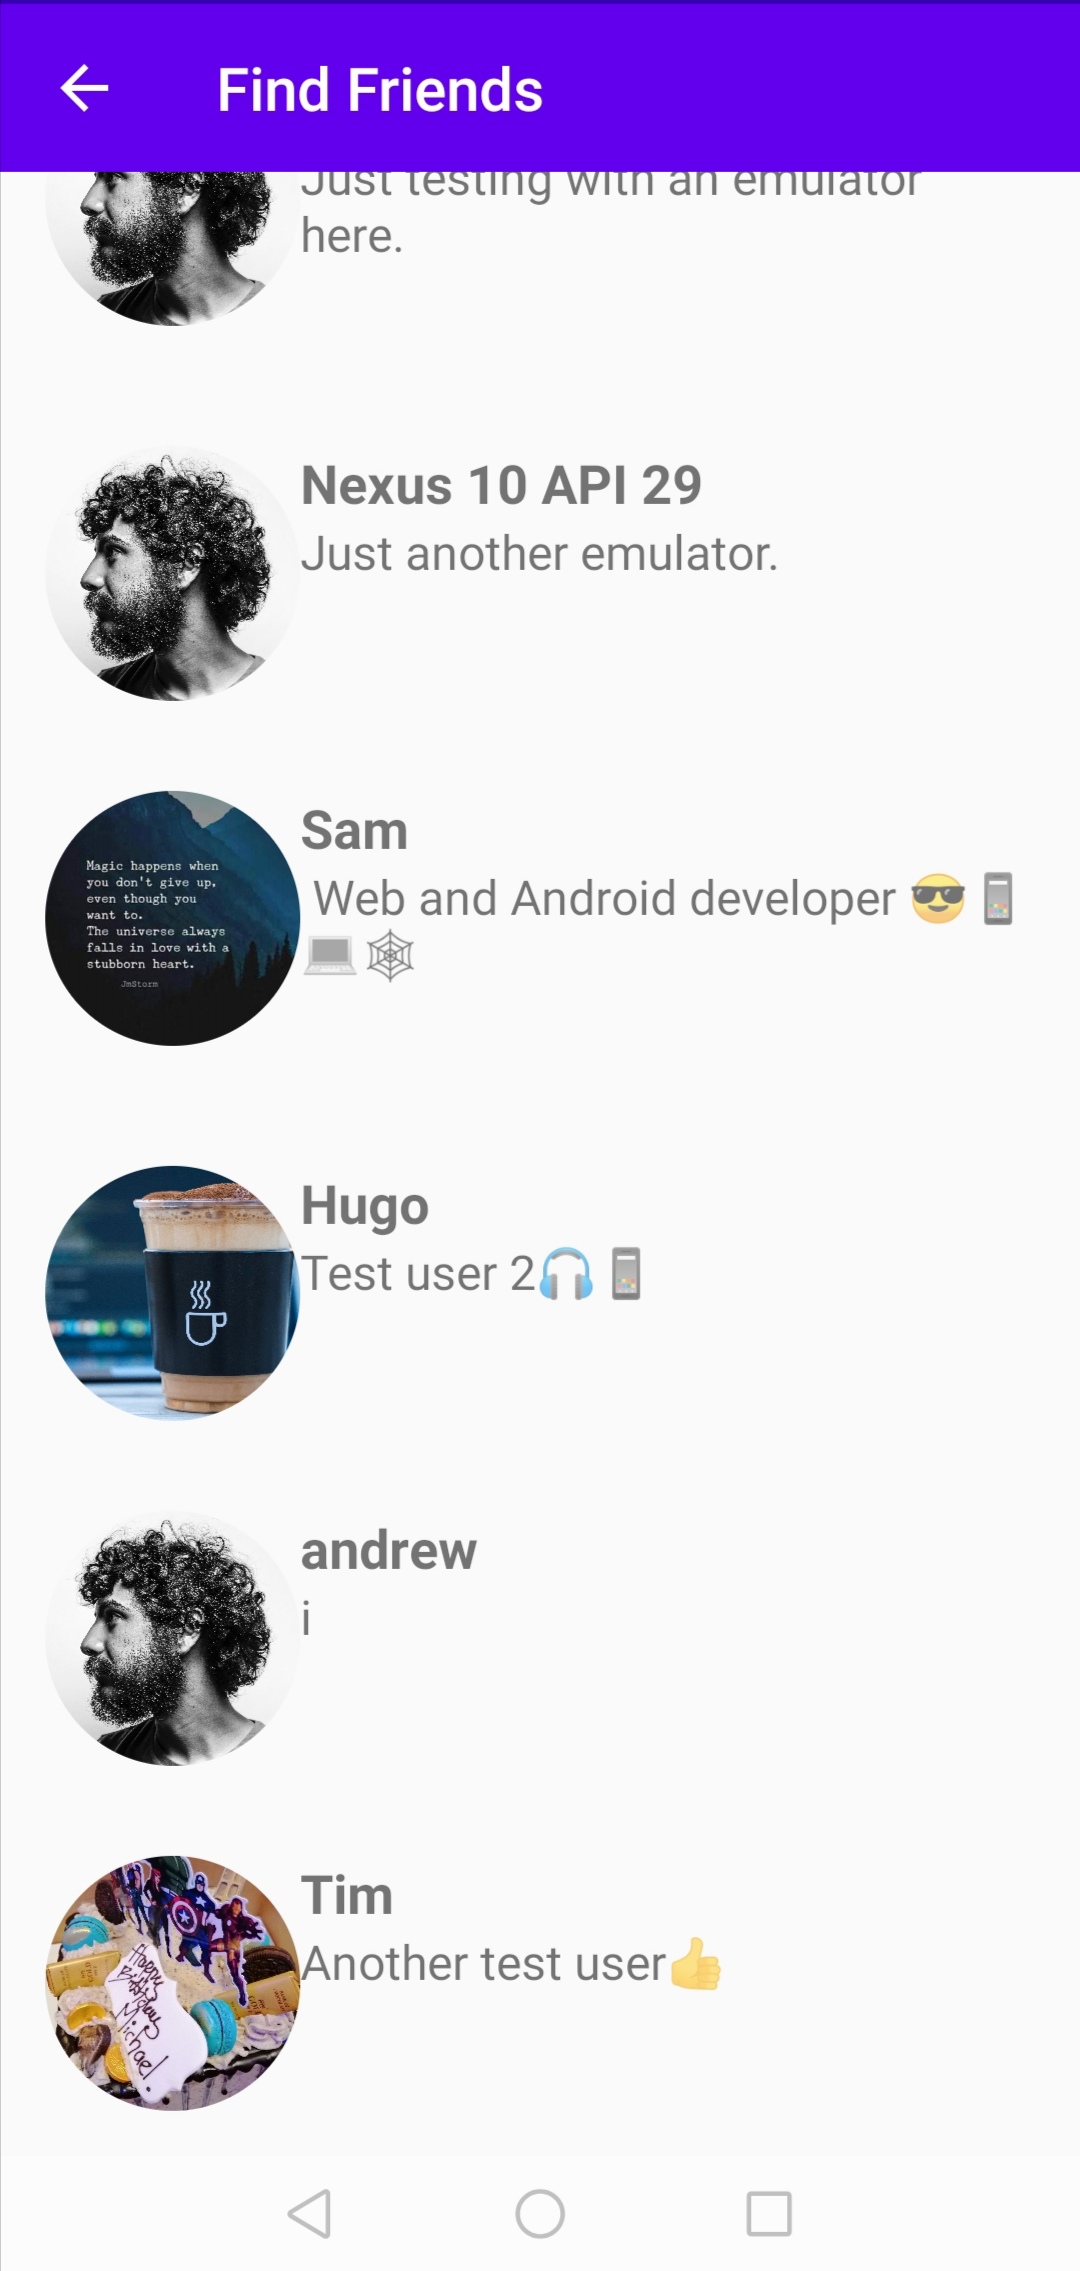 Find Friends
Just testing with an emulator
here.
Nexus 10 API 29
Just another emulator.
Magic happens when
you don't give up,
even though you
want to.
The universe always
falls in love with a
stubborn heart.
JmStorm
Sam
Web and Android developer 😎📱
💻🕸
Hugo
Test user 2🎧📱
andrew
i
Tim
Another test user👍
Happy
Birthday
Michael